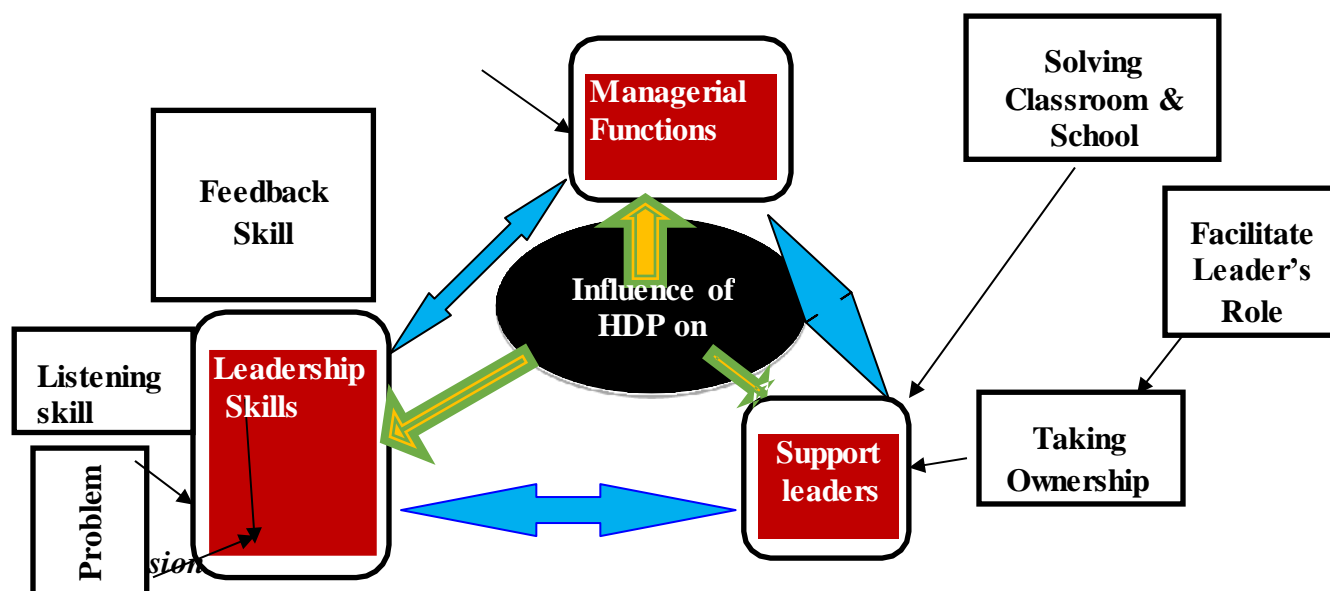 Managerial
Functions
Solving
Classroom &
School
Feedback
Skill
Facilitate
Leader's
Role
Influence of
HDP on
Listening
skill
Leadership
Skills
Support
leaders
Taking
Ownership
Problem
sion